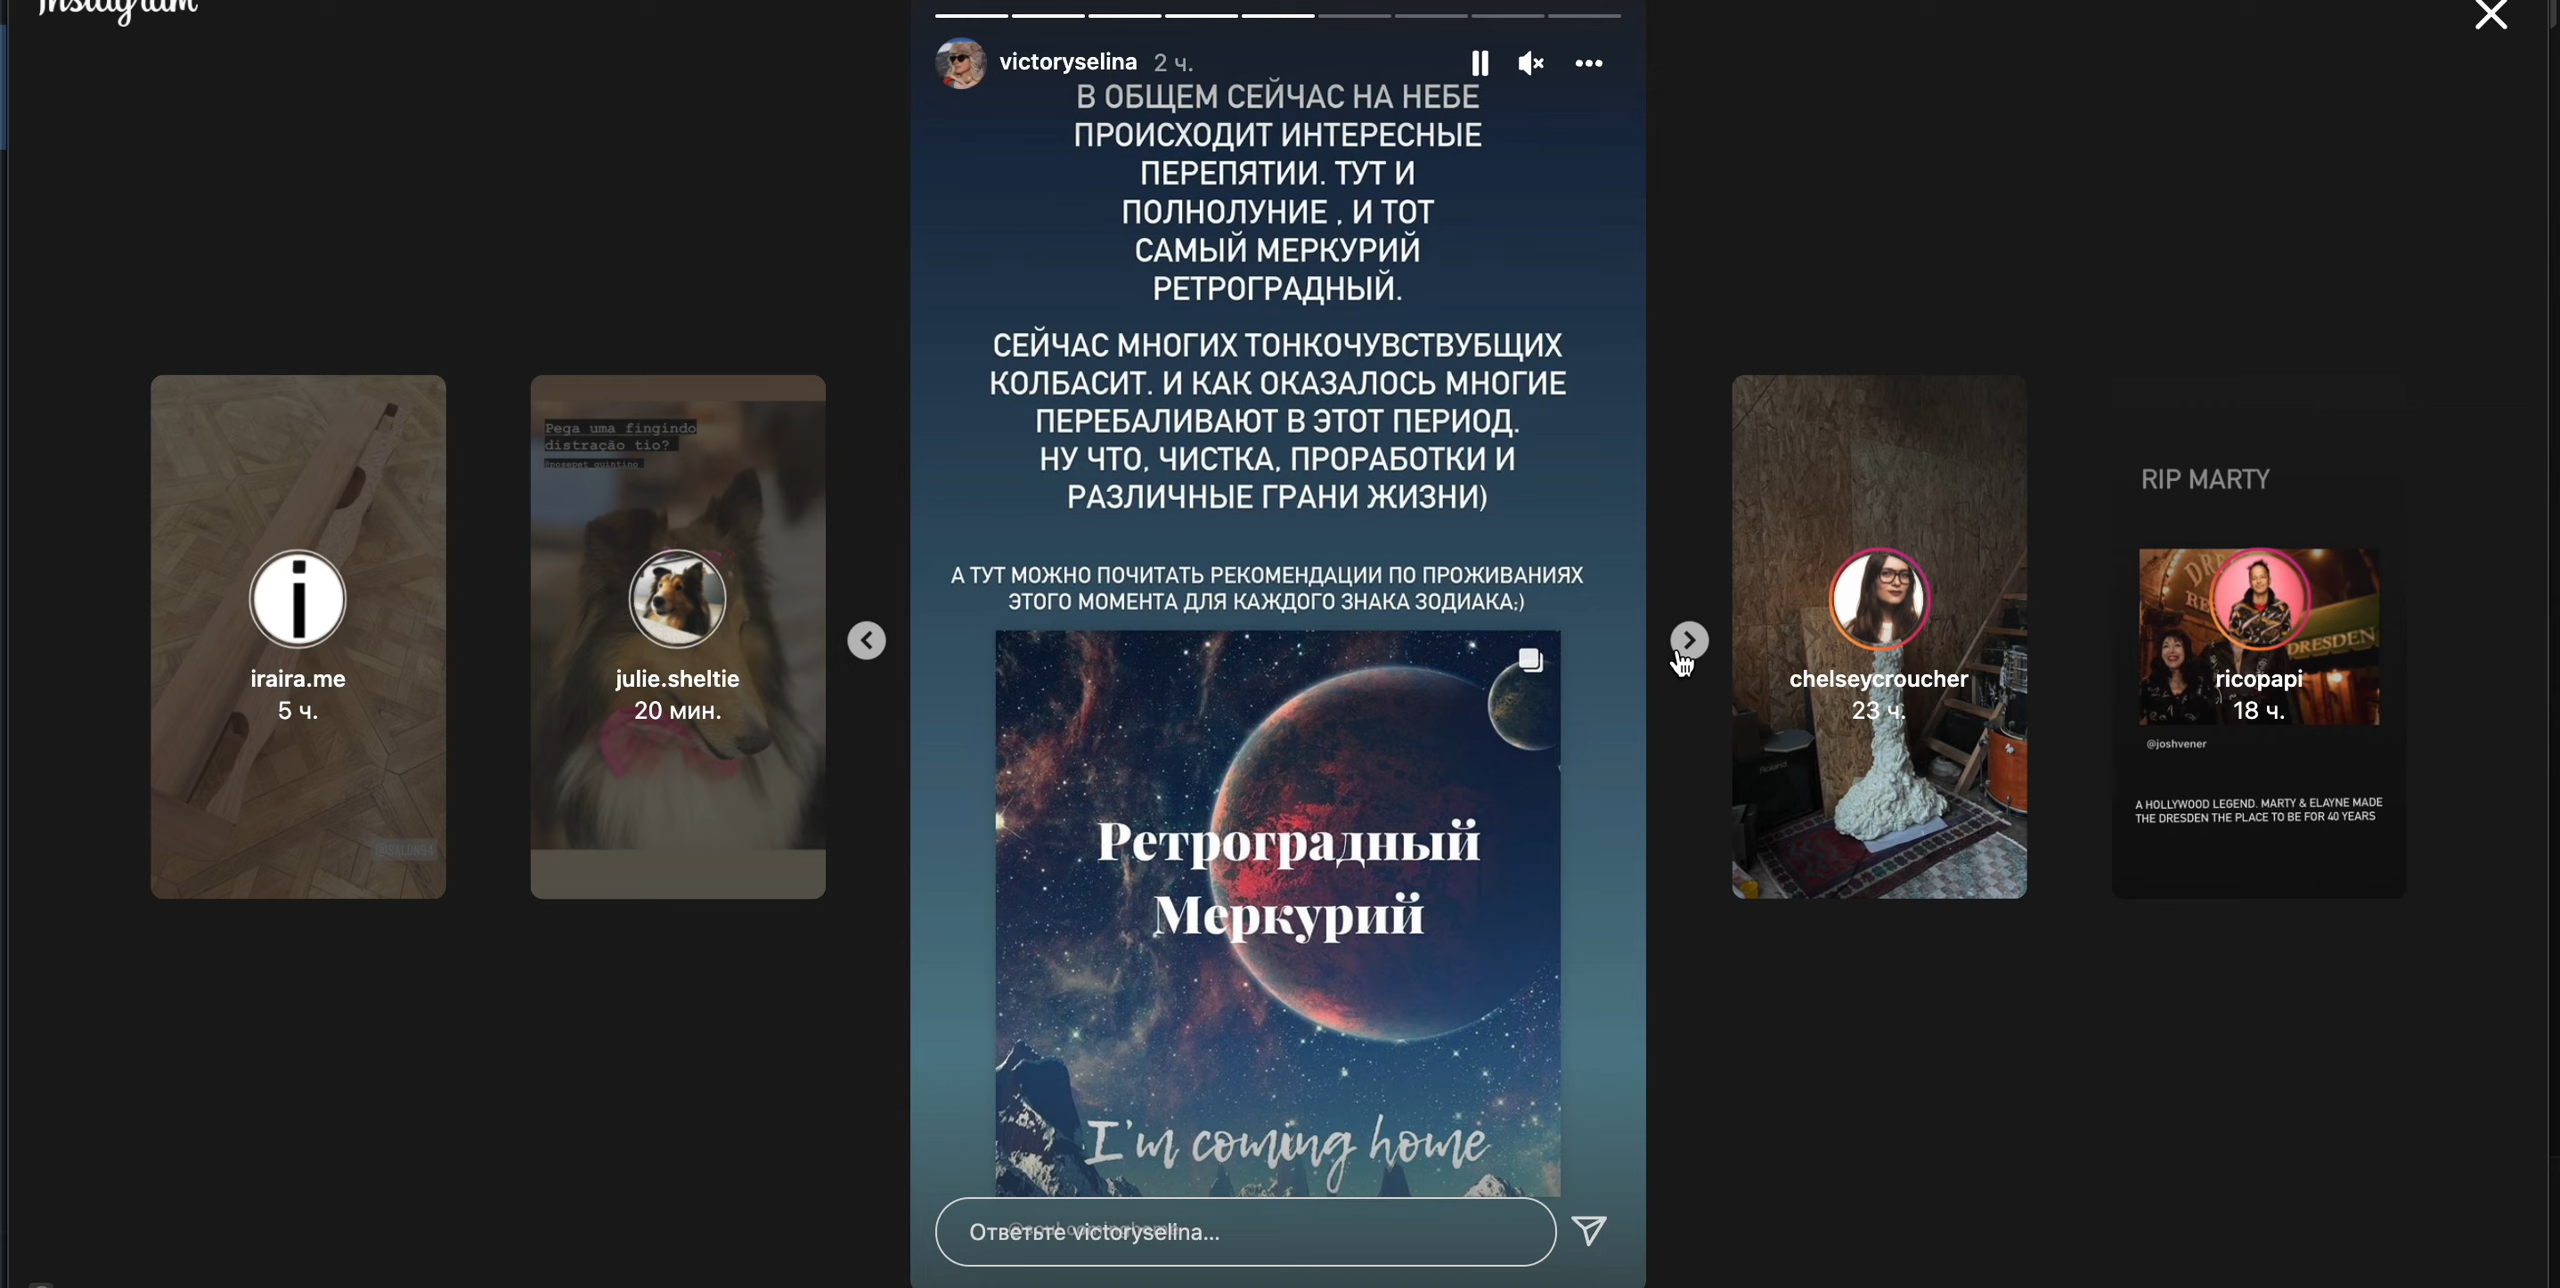 Instagram
victoryselina 2 ч.
В ОБЩЕМ СЕЙЧАС НА НЕБЕ
ПРОИСХОДИТ ИНТЕРЕСНЫЕ
ПЕРЕПЯТИИ. ТУТ И
ПОЛНОЛУНИЕ , И ТОТ
САМЫЙ МЕРКУРИЙ
РЕТРОГРАДНЫЙ.
СЕЙЧАС МНОГИХ ТОНКОЧУВСТВУБЩИХ
КОЛБАСИТ. И КАК ОКАЗАЛОСЬ МНОГИЕ
ПЕРЕБАЛИВАЮТ В ЭТОТ ПЕРИОД.
НУ ЧТО, ЧИСТКА, ПРОРАБОТКИ И
РАЗЛИЧНЫЕ ГРАНИ ЖИЗНИ)
А ТУТ МОЖНО ПОЧИТАТЬ РЕКОМЕНДАЦИИ ПО ПРОЖИВАНИЯХ
ЭТОГО МОМЕНТА ДЛЯ КАЖДОГО ЗНАКА ЗОДИАКА:)
Ретроградный
Меркурий
I'm coming home
Ответьте victoryselina...
i
iraira.me
5 ч.
@SALON34
Pega uma fingindo
distração tio?
julie.sheltie
20 мин.
chelseycroucher
23 ч.
Roland
RIP MARTY
DRESDEN
ricopapi
18 ч.
@joshvener
A HOLLYWOOD LEGEND. MARTY & ELAYNE MADE
THE DRESDEN THE PLACE TO BE FOR 40 YEARS